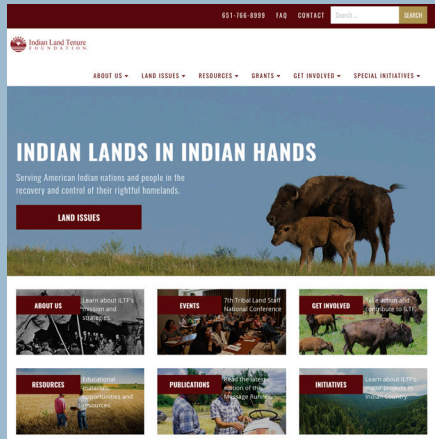 651-766-8999 FAQ CONTACT Search ... SEARCH
Indian Land Tenure
FOUNDATION
ABOUT US LAND ISSUES RESOURCES GRANTS GET INVOLVED SPECIAL INITIATIVES
INDIAN LANDS IN INDIAN HANDS
Serving American Indian nations and people in the
recovery and control of their rightful homelands.
LAND ISSUES
ABOUT US
Learn about ILTF's
mission and
strategies.
EVENTS
7th Tribal Land Staff
National Conference
GET INVOLVED
Take action and
contribute to ILTF.
RESOURCES
Educational
materials,
opportunities and
resources.
PUBLICATIONS
Read the latest
edition of the
Message Runner.
INITIATIVES
Learn about ILTF's
major projects in
Indian Country.